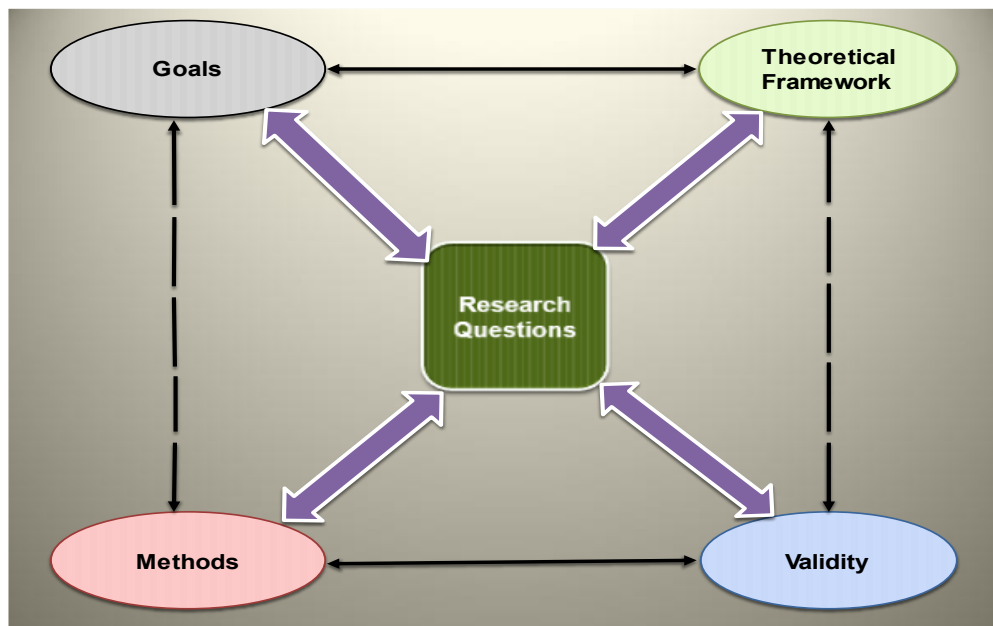 Goals
Theoretical
Framework
Research
Questions
Methods
Validity